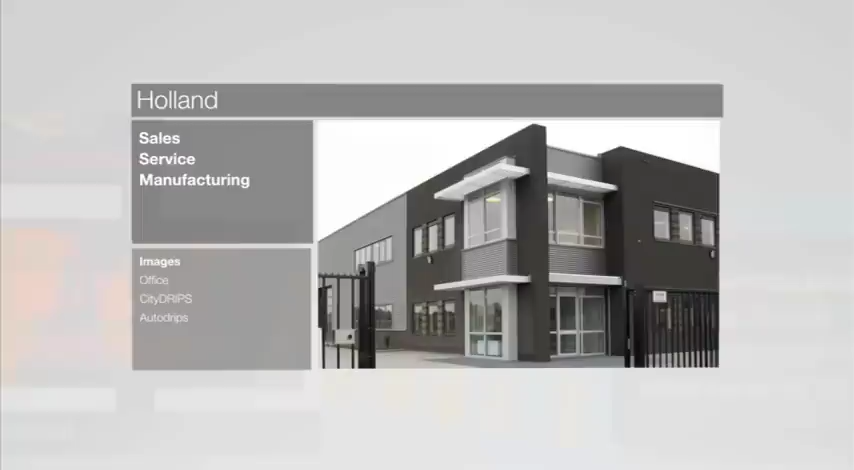 Holland
Sales
Service
Manufacturing
Images
Office
CityDRIPS
Autodrips